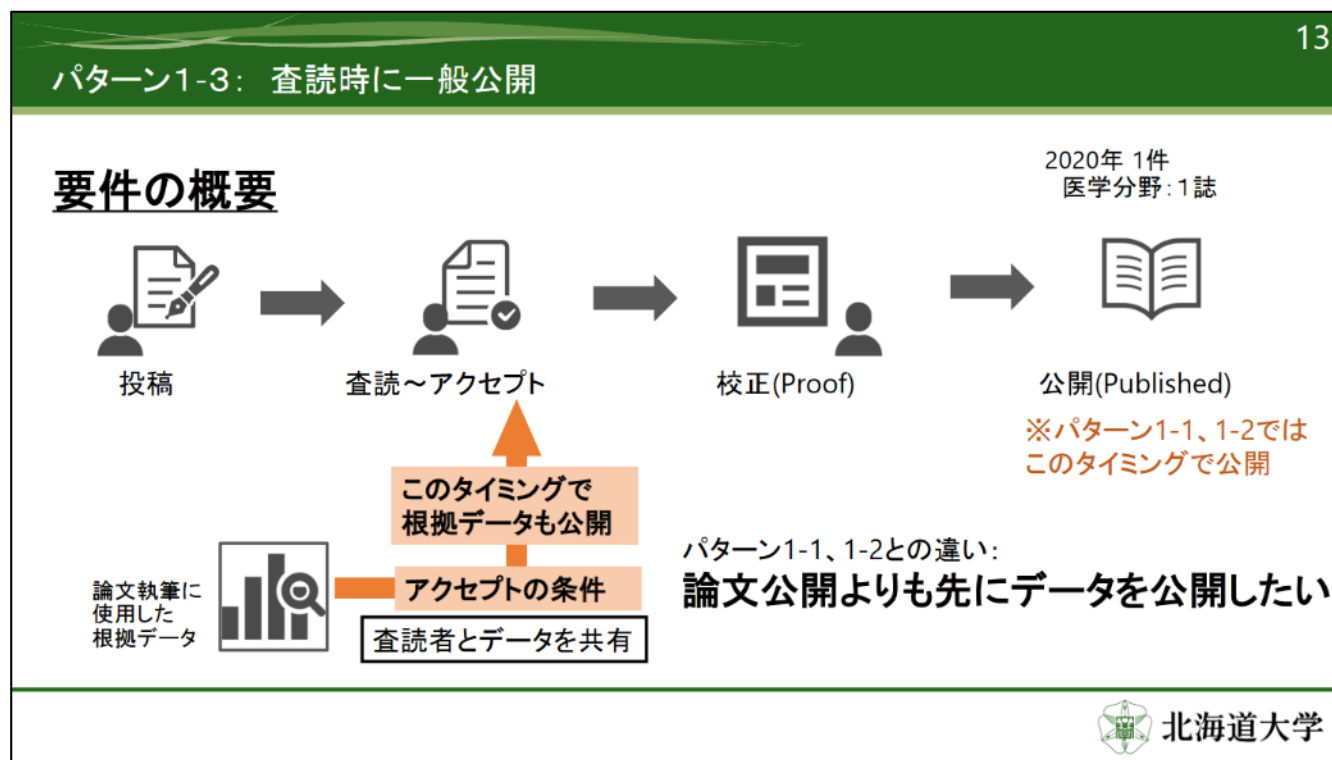 13
パターン1-3： 査読時に一般公開
要件の概要
2020年 1件
医学分野：1誌
投稿
査読～アクセプト
校正(Proof)
公開(Published)
※パターン1-1、1-2では
このタイミングで公開
このタイミングで
根拠データも公開
アクセプトの条件
査読者とデータを共有
論文執筆に
使用した
根拠データ
パターン1-1、1-2との違い：
論文公開よりも先にデータを公開したい
北海道大学